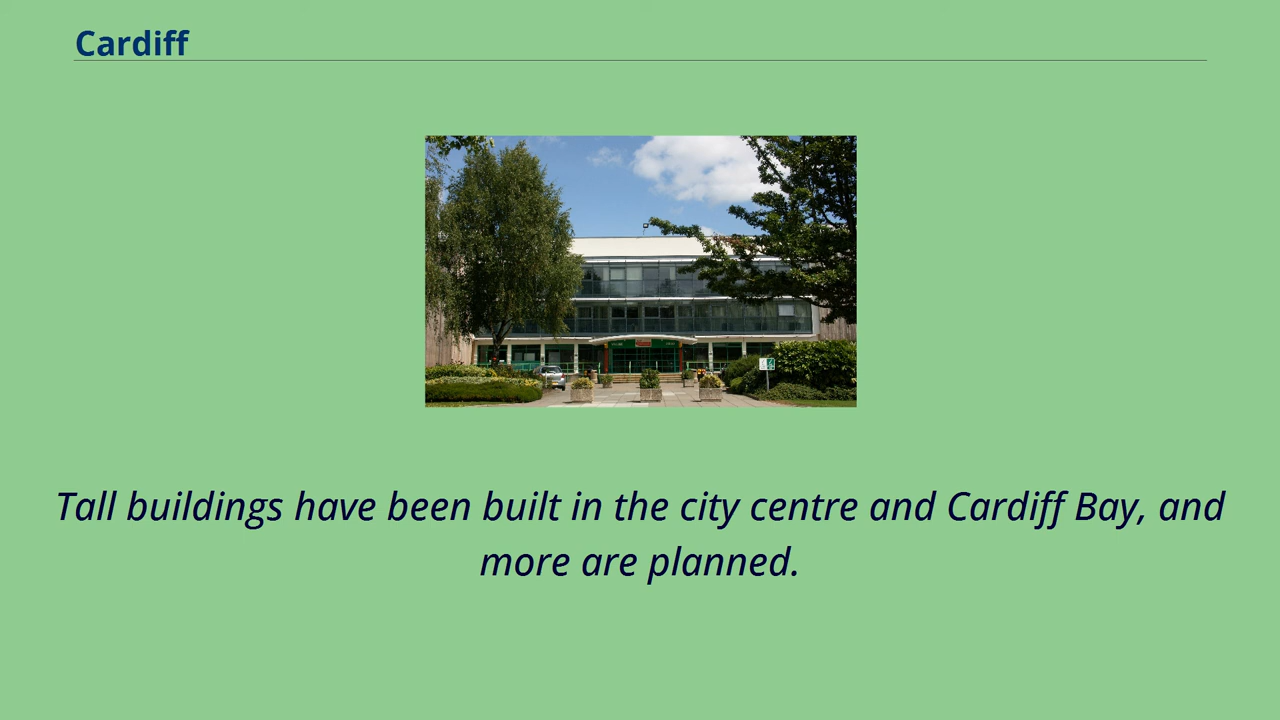 Cardiff
Tall buildings have been built in the city centre and Cardiff Bay, and
more are planned.